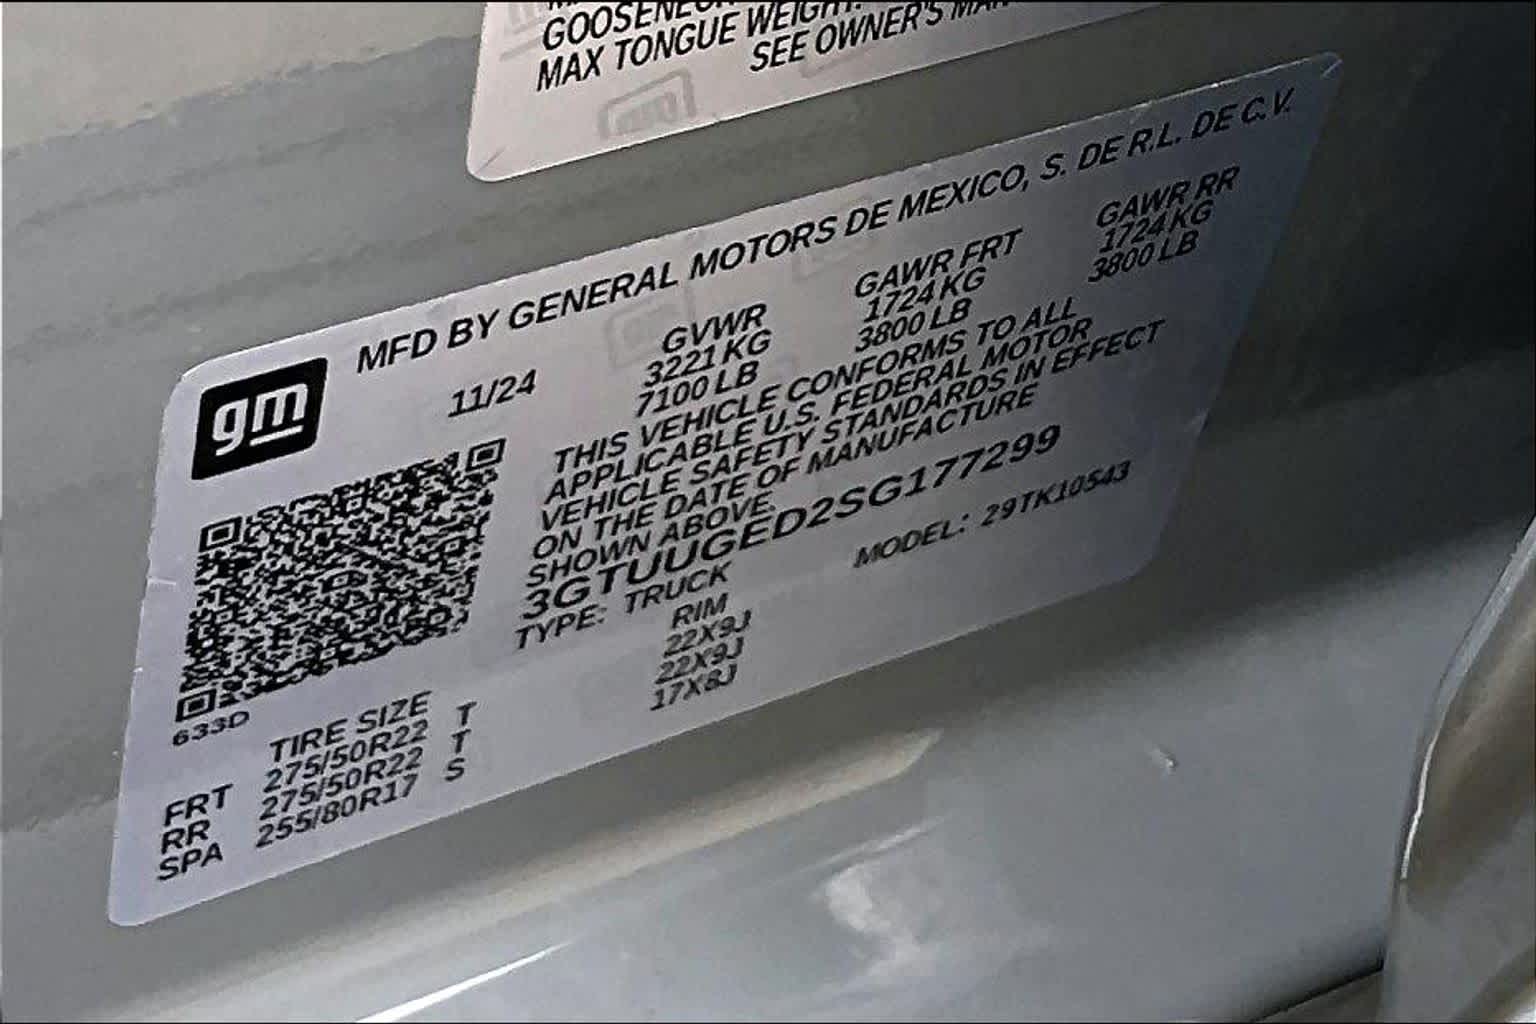 GOOSENECK
MAX TONGUE WEIGHT:
SEE OWNER'S
gm
MFD BY GENERAL MOTORS DE MEXICO, S. DE R.L. DE C.V.
11/24 GVWR GAWR FRT GAWR RR
3221 KG 1724 KG 1724 KG
7100 LB 3800 LB 3800 LB
THIS VEHICLE CONFORMS TO ALL
APPLICABLE U.S. FEDERAL MOTOR
VEHICLE SAFETY STANDARDS IN EFFECT
ON THE DATE OF MANUFACTURE
SHOWN ABOVE.
3GTUUGED2SG177299
TYPE: TRUCK MODEL: 29TK10543
633D
TIRE SIZE RIM
FRT 275/50R22 T 22X9J
RR 275/50R22 T 22X9J
SPA 255/80R17 S 17X8J